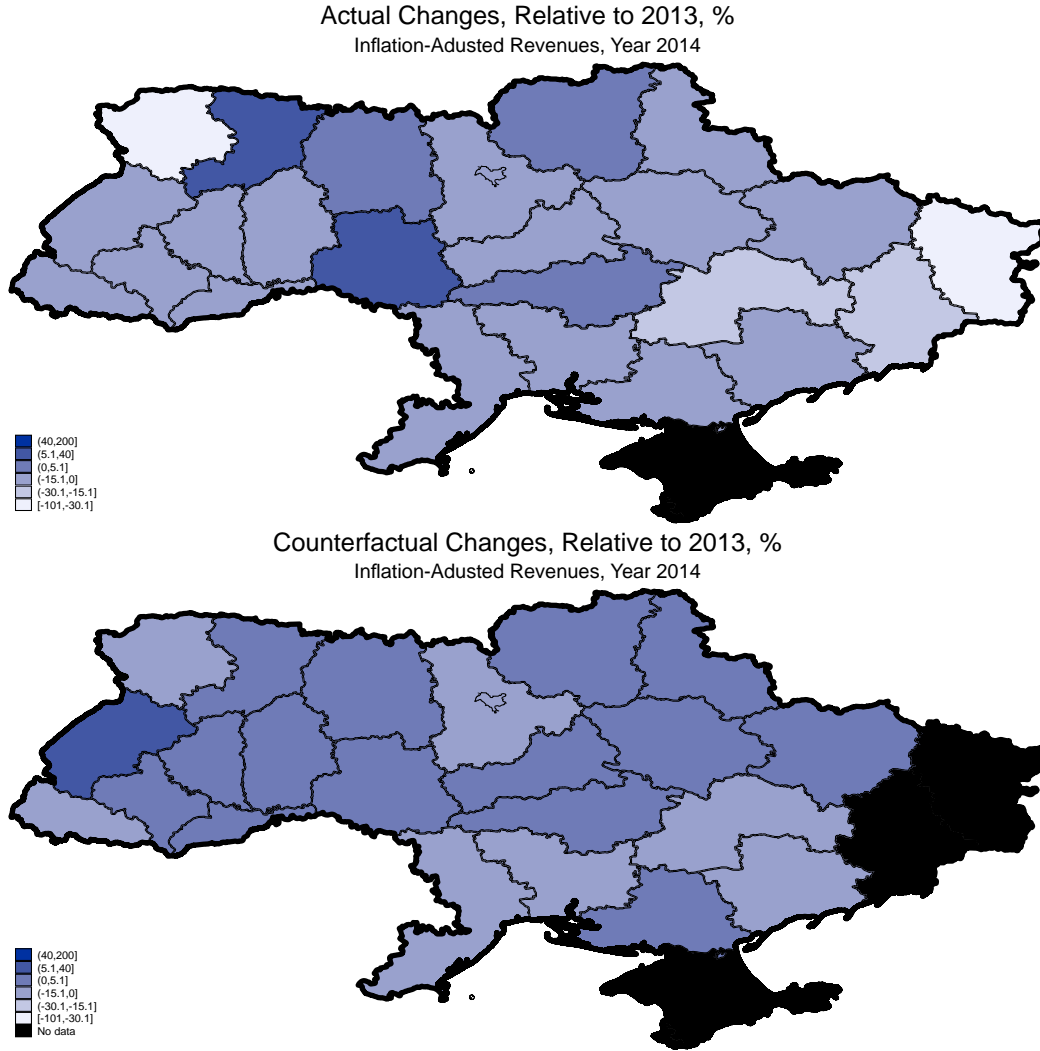 Actual Changes, Relative to 2013, %
Inflation-Adusted Revenues, Year 2014
(40,200]
(5.1,40]
(0,5.1]
(-15.1,0]
(-30.1,-15.1]
[-101,-30.1]
Counterfactual Changes, Relative to 2013, %
Inflation-Adusted Revenues, Year 2014
(40,200]
(5.1,40]
(0,5.1]
(-15.1,0]
(-30.1,-15.1]
[-101,-30.1]
No data